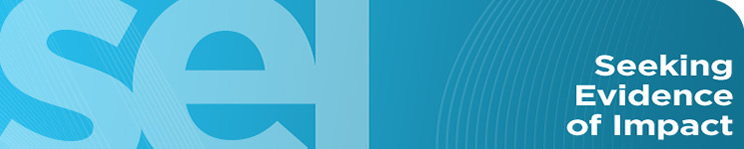 sei
Seeking
Evidence
of Impact